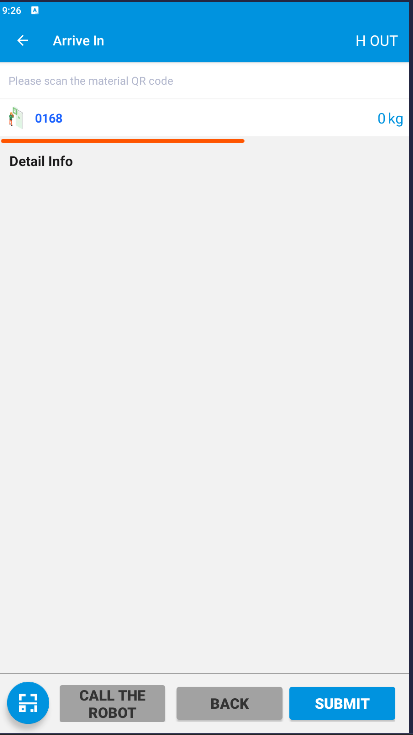 9:26 A
Arrive In
H OUT
Please scan the material QR code
0168
0 kg
Detail Info
CALL THE
ROBOT
BACK
SUBMIT